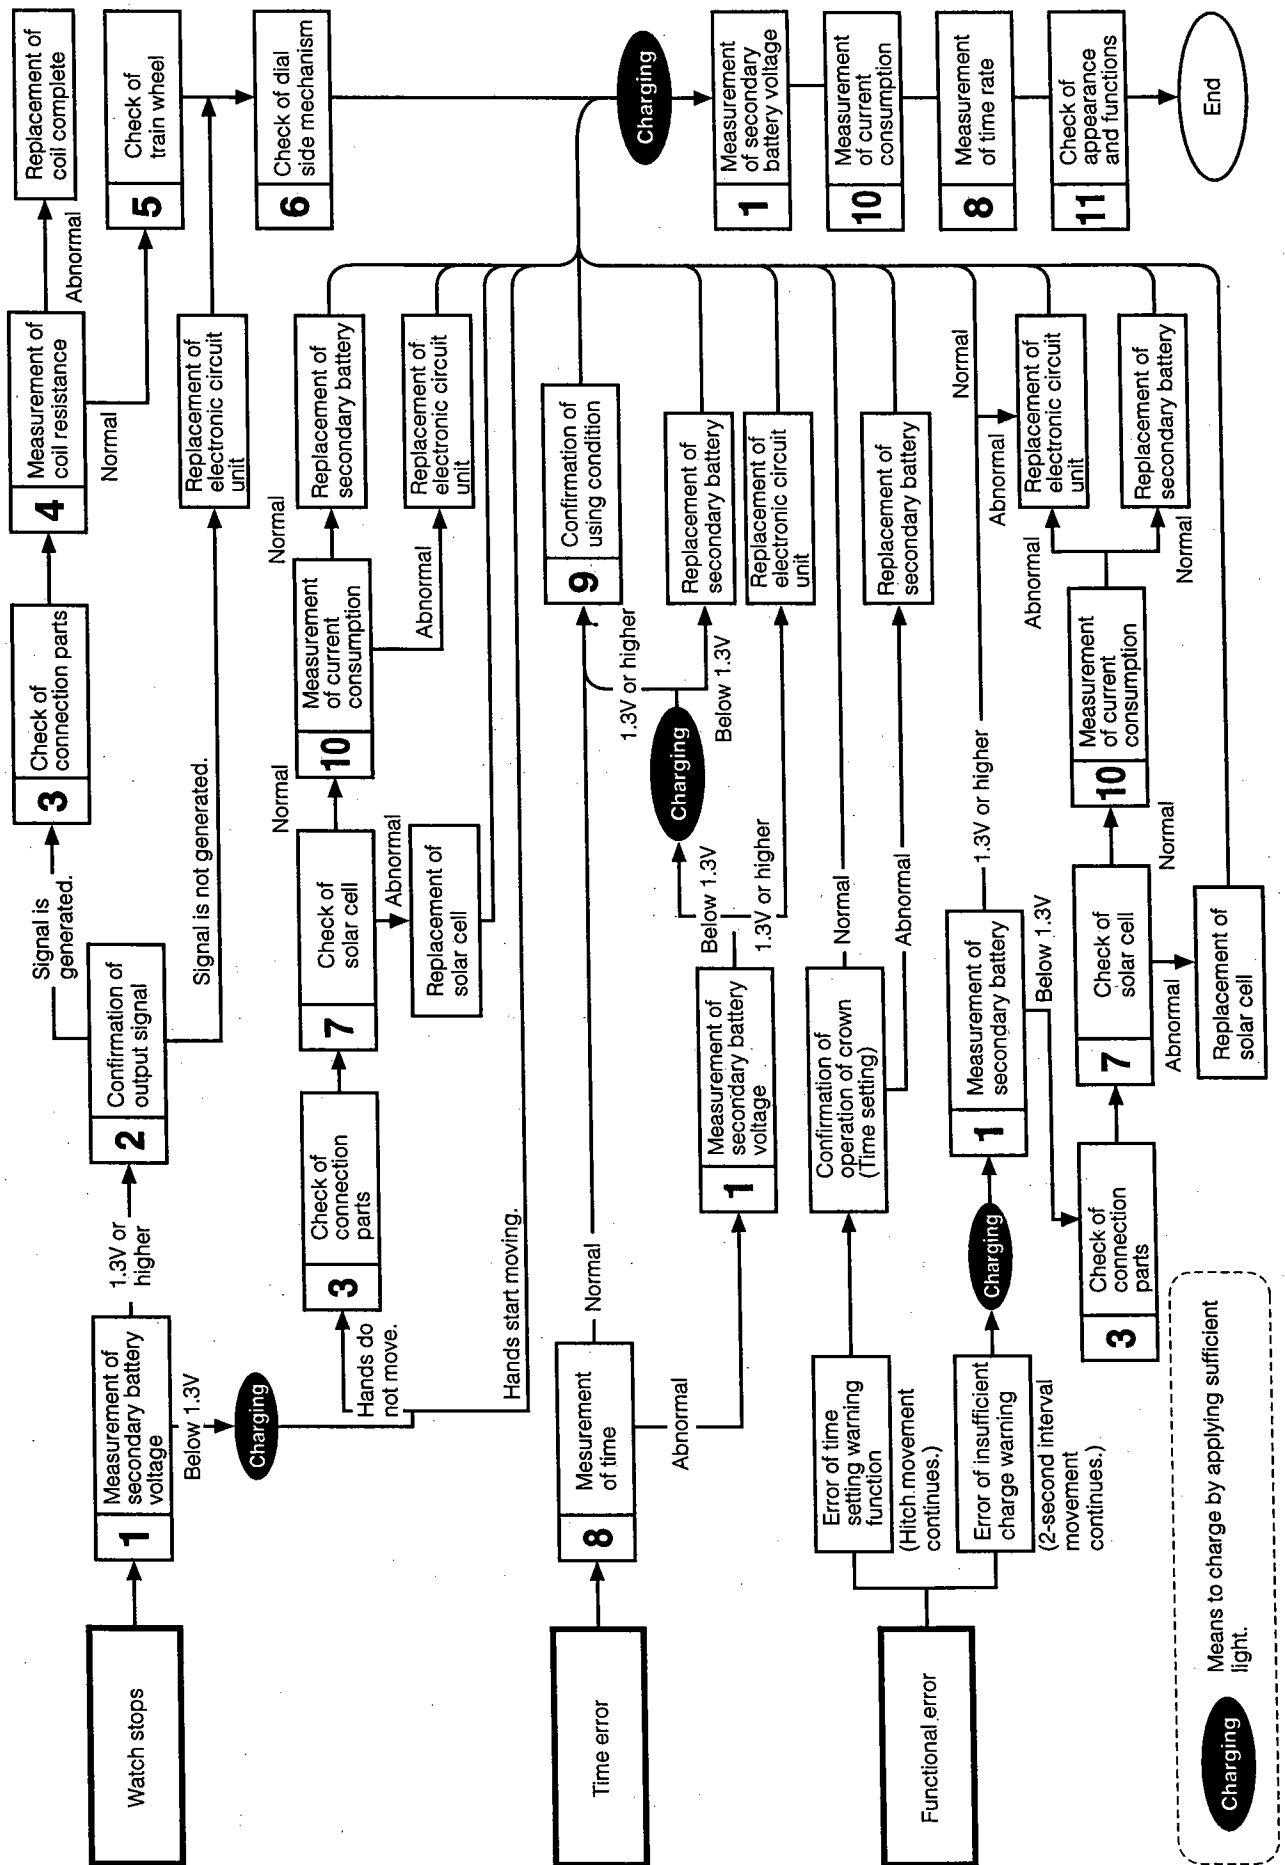 Watch stops
1
Measurement of
secondary battery
voltage
1.3V or
higher
Below 1.3V
Charging
2
Confirmation of
output signal
Signal is
generated.
Signal is not generated.
3
Check of
connection parts
4
Measurement of
coil resistance
Abnormal
Normal
Replacement of
coil complete
5
Check of
train wheel
Replacement of
electronic circuit
unit
6
Check of dial
side mechanism
Hands do
not move.
Hands start moving.
3
Check of
connection
parts
7
Check of
solar cell
Normal
Abnormal
Replacement of
solar cell
10
Measurement
of current
consumption
Normal
Abnormal
Replacement of
secondary battery
Replacement of
electronic circuit
unit
Time error
8
Mesurement
of time
Normal
Abnormal
1
Measurement of
secondary battery
voltage
Below 1.3V
1.3V or higher
Charging
1.3V or higher
Below 1.3V
9
Confirmation of
using condition
Replacement of
secondary battery
Replacement of
electronic circuit
unit
Functional error
Error of time
setting warning
function
(Hitch movement
continues.)
Confirmation of
operation of crown
(Time setting)
Normal
Abnormal
Replacement of
secondary battery
Error of insufficient
charge warning
(2-second interval
movement
continues.)
Charging
1
Measurement of
secondary battery
1.3V or higher
Below 1.3V
Normal
Abnormal
3
Check of
connection
parts
7
Check of
solar cell
Normal
Abnormal
Replacement of
solar cell
10
Measurement
of current
consumption
Abnormal
Normal
Replacement of
electronic circuit
unit
Replacement of
secondary battery
Charging
1
Measurement
of secondary
battery voltage
10
Measurement
of current
consumption
8
Measurement
of time rate
11
Check of
appearance
and functions
End
Charging
Means to charge by applying sufficient
light.